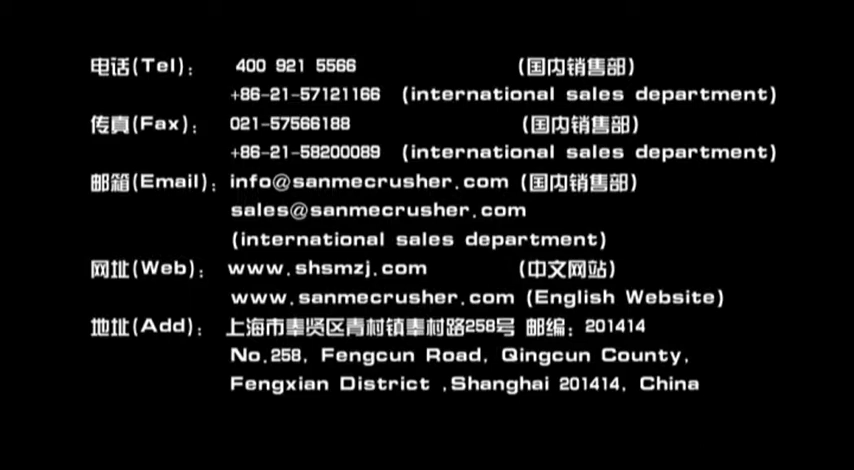 电话(Tel): 400 921 5566 (国内销售部)
+86-21-57121166 (international sales department)
传真(Fax): 021-57566188 (国内销售部)
+86-21-58200089 (international sales department)
邮箱(Email): info@sanmecrusher.com (国内销售部)
sales@sanmecrusher.com
(international sales department)
网址(Web): www.shsmzj.com (中文网站)
www.sanmecrusher.com (English Website)
地址(Add): 上海市奉贤区青村镇奉村路258号 邮编: 201414
No.258, Fengcun Road, Qingcun County,
Fengxian District ,Shanghai 201414, China